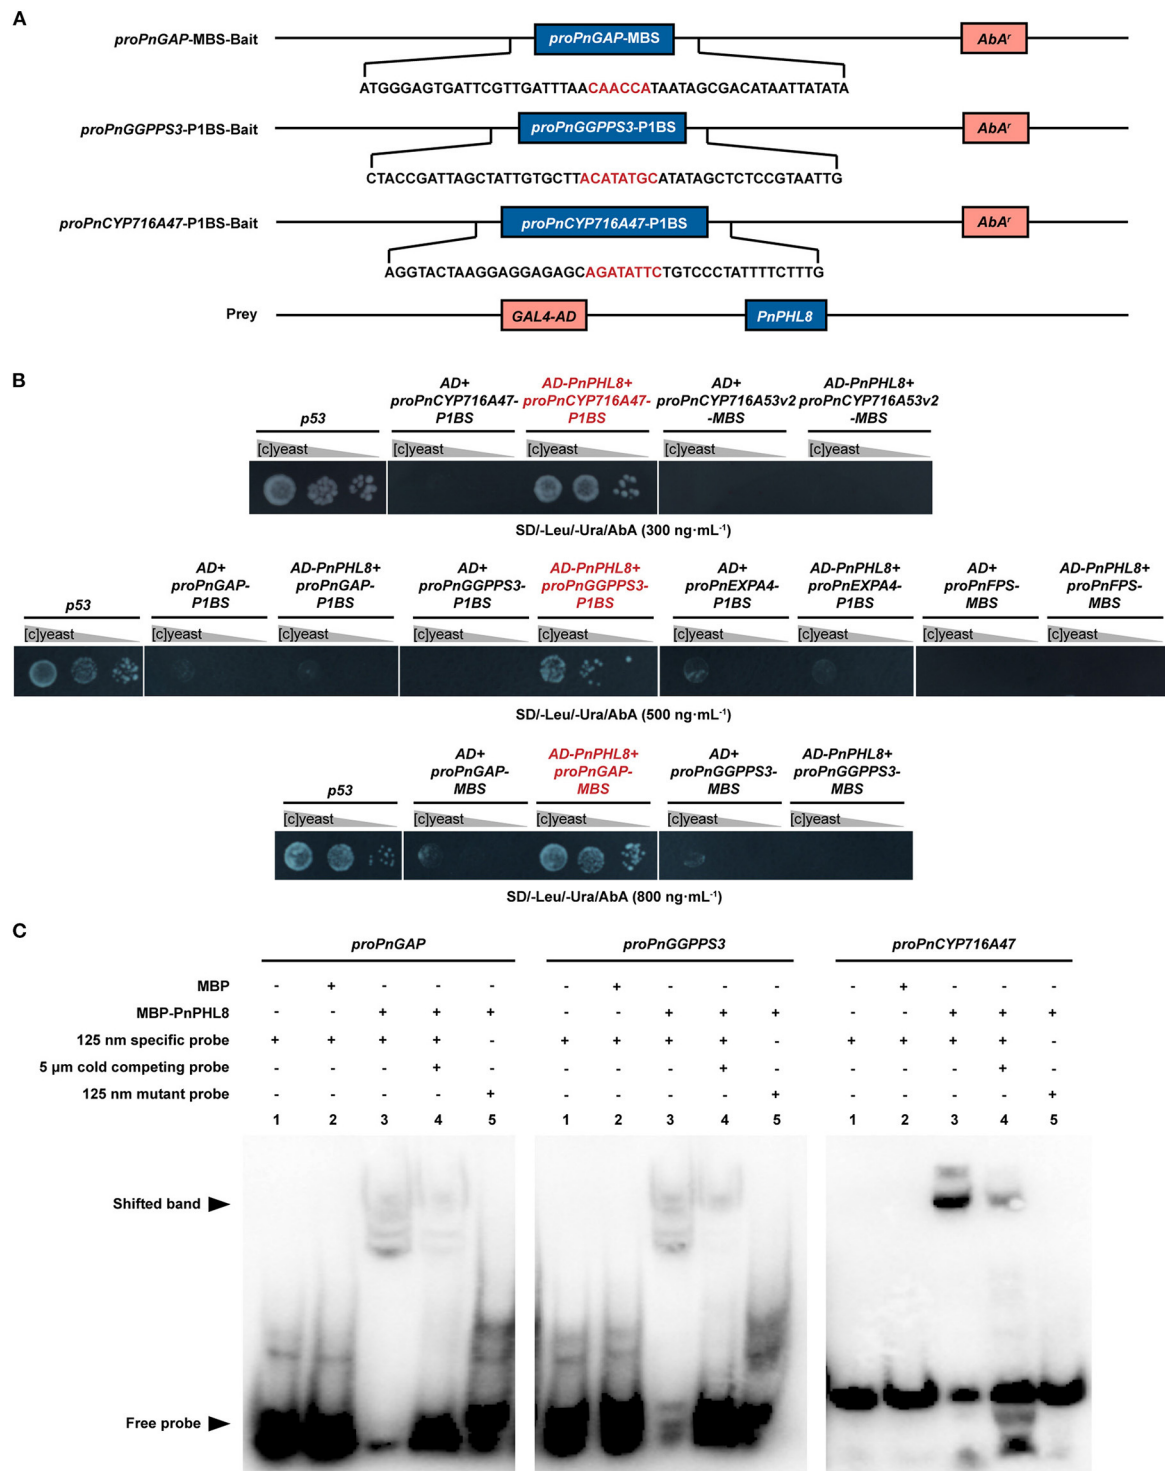 A
proPnGAP-MBS-Bait
proPnGAP-MBS
AbAʳ
ATGGGAGTGATTCGTTGATTTAACAACCATAATAGCGACATAATTATATA
proPnGGPPS3-P1BS-Bait
proPnGGPPS3-P1BS
AbAʳ
CTACCGATTAGCTATTGTGCTTACATATGCATATAGCTCTCCGTAATTG
proPnCYP716A47-P1BS-Bait
proPnCYP716A47-P1BS
AbAʳ
AGGTACTAAGGAGGAGAGCAGATATTCTGTCCCTATTTTCTTTG
Prey
GAL4-AD
PnPHL8
B
p53
AD+
proPnCYP716A47-
P1BS
AD-PnPHL8+
proPnCYP716A47-
P1BS
AD+
proPnCYP716A53v2
-MBS
AD-PnPHL8+
proPnCYP716A53v2
-MBS
[c]yeast [c]yeast [c]yeast [c]yeast [c]yeast
SD/-Leu/-Ura/AbA (300 ng·mL⁻¹)
p53
AD+
proPnGAP-
P1BS
AD-PnPHL8+
proPnGAP-
P1BS
AD+
proPnGGPPS3-
P1BS
AD-PnPHL8+
proPnGGPPS3-
P1BS
AD+
proPnEXPA4-
P1BS
AD-PnPHL8+
proPnEXPA4-
P1BS
AD+
proPnFPS-
MBS
AD-PnPHL8+
proPnFPS-
MBS
[c]yeast [c]yeast [c]yeast [c]yeast [c]yeast [c]yeast [c]yeast [c]yeast [c]yeast
SD/-Leu/-Ura/AbA (500 ng·mL⁻¹)
p53
AD+
proPnGAP-
MBS
AD-PnPHL8+
proPnGAP-
MBS
AD+
proPnGGPPS3-
MBS
AD-PnPHL8+
proPnGGPPS3-
MBS
[c]yeast [c]yeast [c]yeast [c]yeast [c]yeast
SD/-Leu/-Ura/AbA (800 ng·mL⁻¹)
C
proPnGAP proPnGGPPS3 proPnCYP716A47
MBP - + - - - - + - - - - + - - -
MBP-PnPHL8 - - + + + - - + + + - - + + +
125 nm specific probe + + + + - + + + + - + + + + -
5 µm cold competing probe - - - + - - - - + - - - - + -
125 nm mutant probe - - - - + - - - - + - - - - +
1 2 3 4 5 1 2 3 4 5 1 2 3 4 5
Shifted band
Free probe